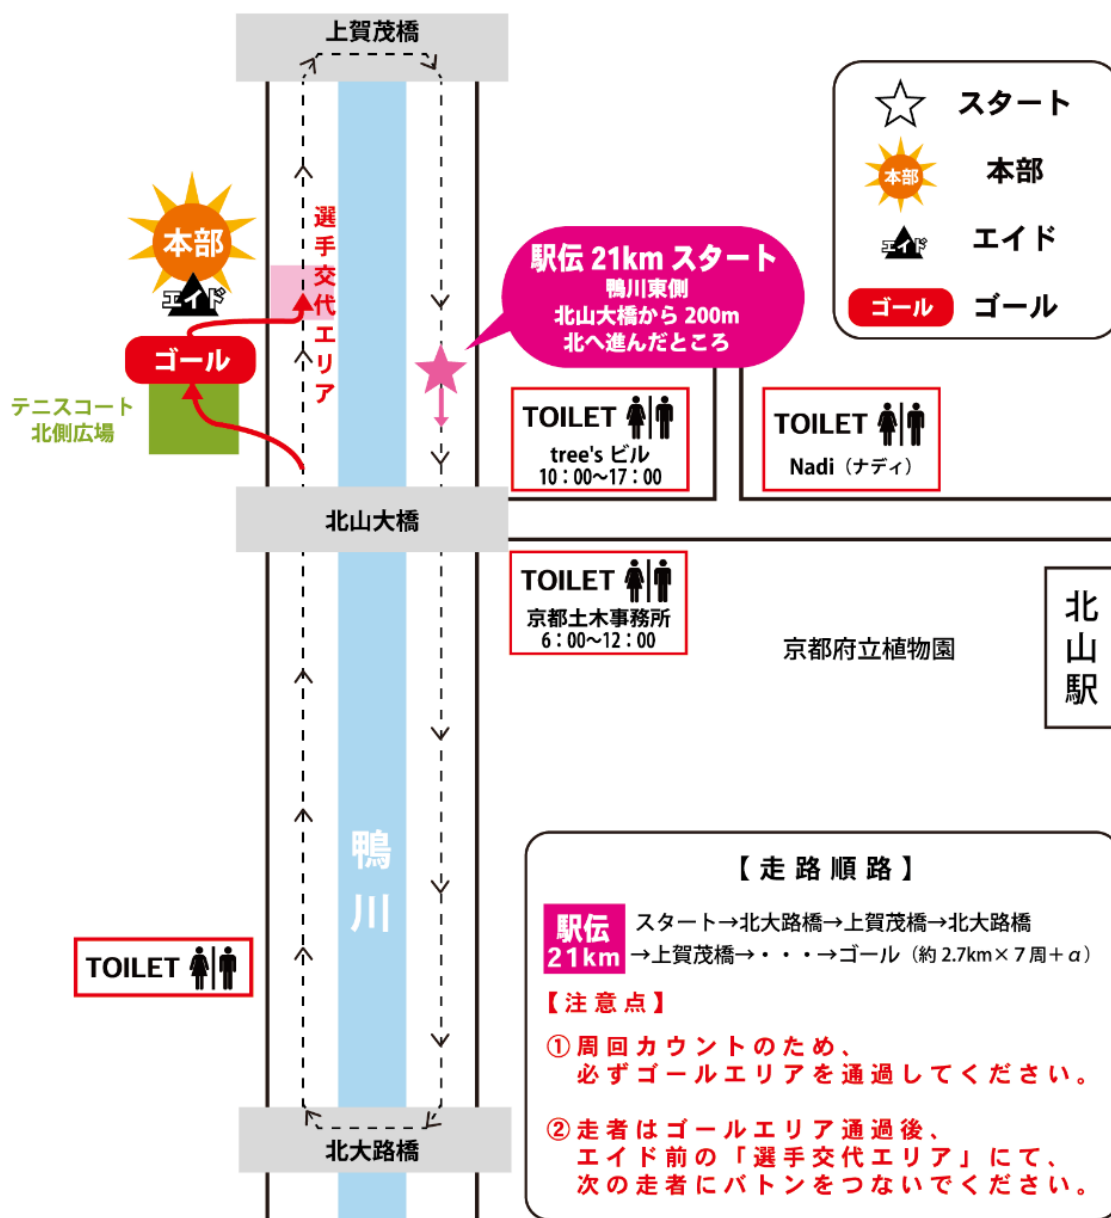 上賀茂橋
スタート
本部
本部
エイド
エイド
ゴール
ゴール
本部
エイド
ゴール
テニスコート
北側広場
選手交代エリア
駅伝 21km スタート
鴨川東側
北山大橋から 200m
北へ進んだところ
TOILET
tree's ビル
10：00〜17：00
TOILET
Nadi（ナディ）
北山大橋
TOILET
京都土木事務所
6：00〜12：00
京都府立植物園
北山駅
鴨川
TOILET
北大路橋
【走路順路】
駅伝
21km
スタート→北大路橋→上賀茂橋→北大路橋
→上賀茂橋→・・・→ゴール（約 2.7km×７周＋α）
【注意点】
①周回カウントのため、
必ずゴールエリアを通過してください。
②走者はゴールエリア通過後、
エイド前の「選手交代エリア」にて、
次の走者にバトンをつないでください。